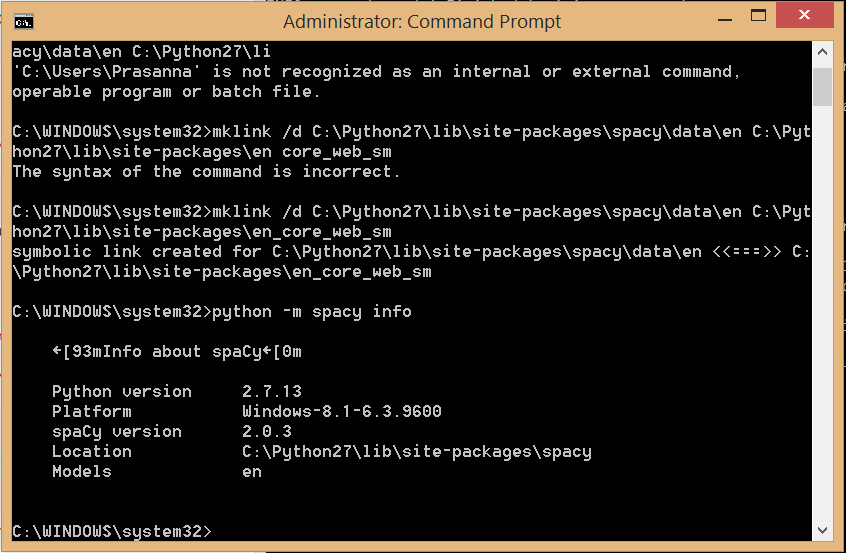 Administrator: Command Prompt
acy\data\en C:\Python27\li
'C:\Users\Prasanna' is not recognized as an internal or external command,
operable program or batch file.
C:\WINDOWS\system32>mklink /d C:\Python27\lib\site-packages\spacy\data\en C:\Pyt
hon27\lib\site-packages\en core_web_sm
The syntax of the command is incorrect.
C:\WINDOWS\system32>mklink /d C:\Python27\lib\site-packages\spacy\data\en C:\Pyt
hon27\lib\site-packages\en_core_web_sm
symbolic link created for C:\Python27\lib\site-packages\spacy\data\en <<===>> C:
\Python27\lib\site-packages\en_core_web_sm
C:\WINDOWS\system32>python -m spacy info
←[93mInfo about spaCy←[0m
Python version 2.7.13
Platform Windows-8.1-6.3.9600
spaCy version 2.0.3
Location C:\Python27\lib\site-packages\spacy
Models en
C:\WINDOWS\system32>